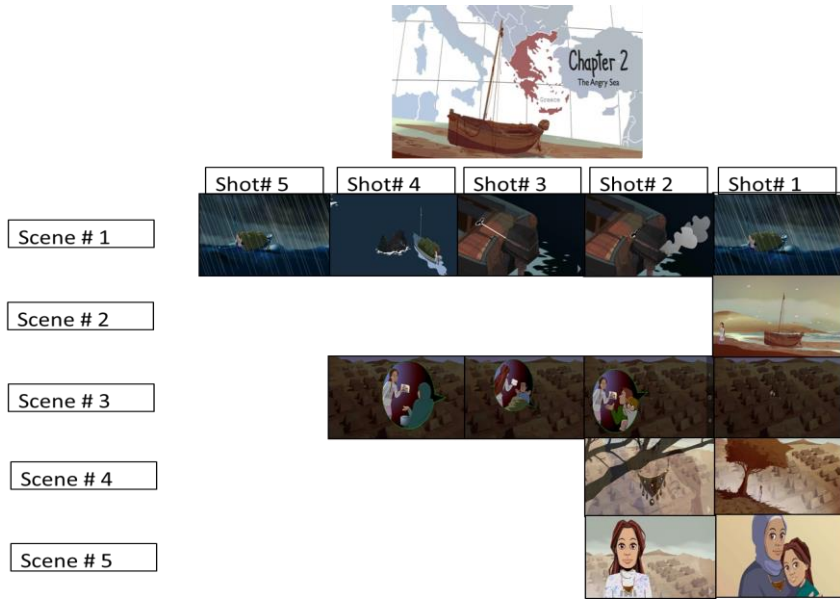 Chapter 2
The Angry Sea
GREECE
Shot# 5
Shot# 4
Shot# 3
Shot# 2
Shot# 1
Scene # 1
Scene # 2
Scene # 3
Scene # 4
Scene # 5